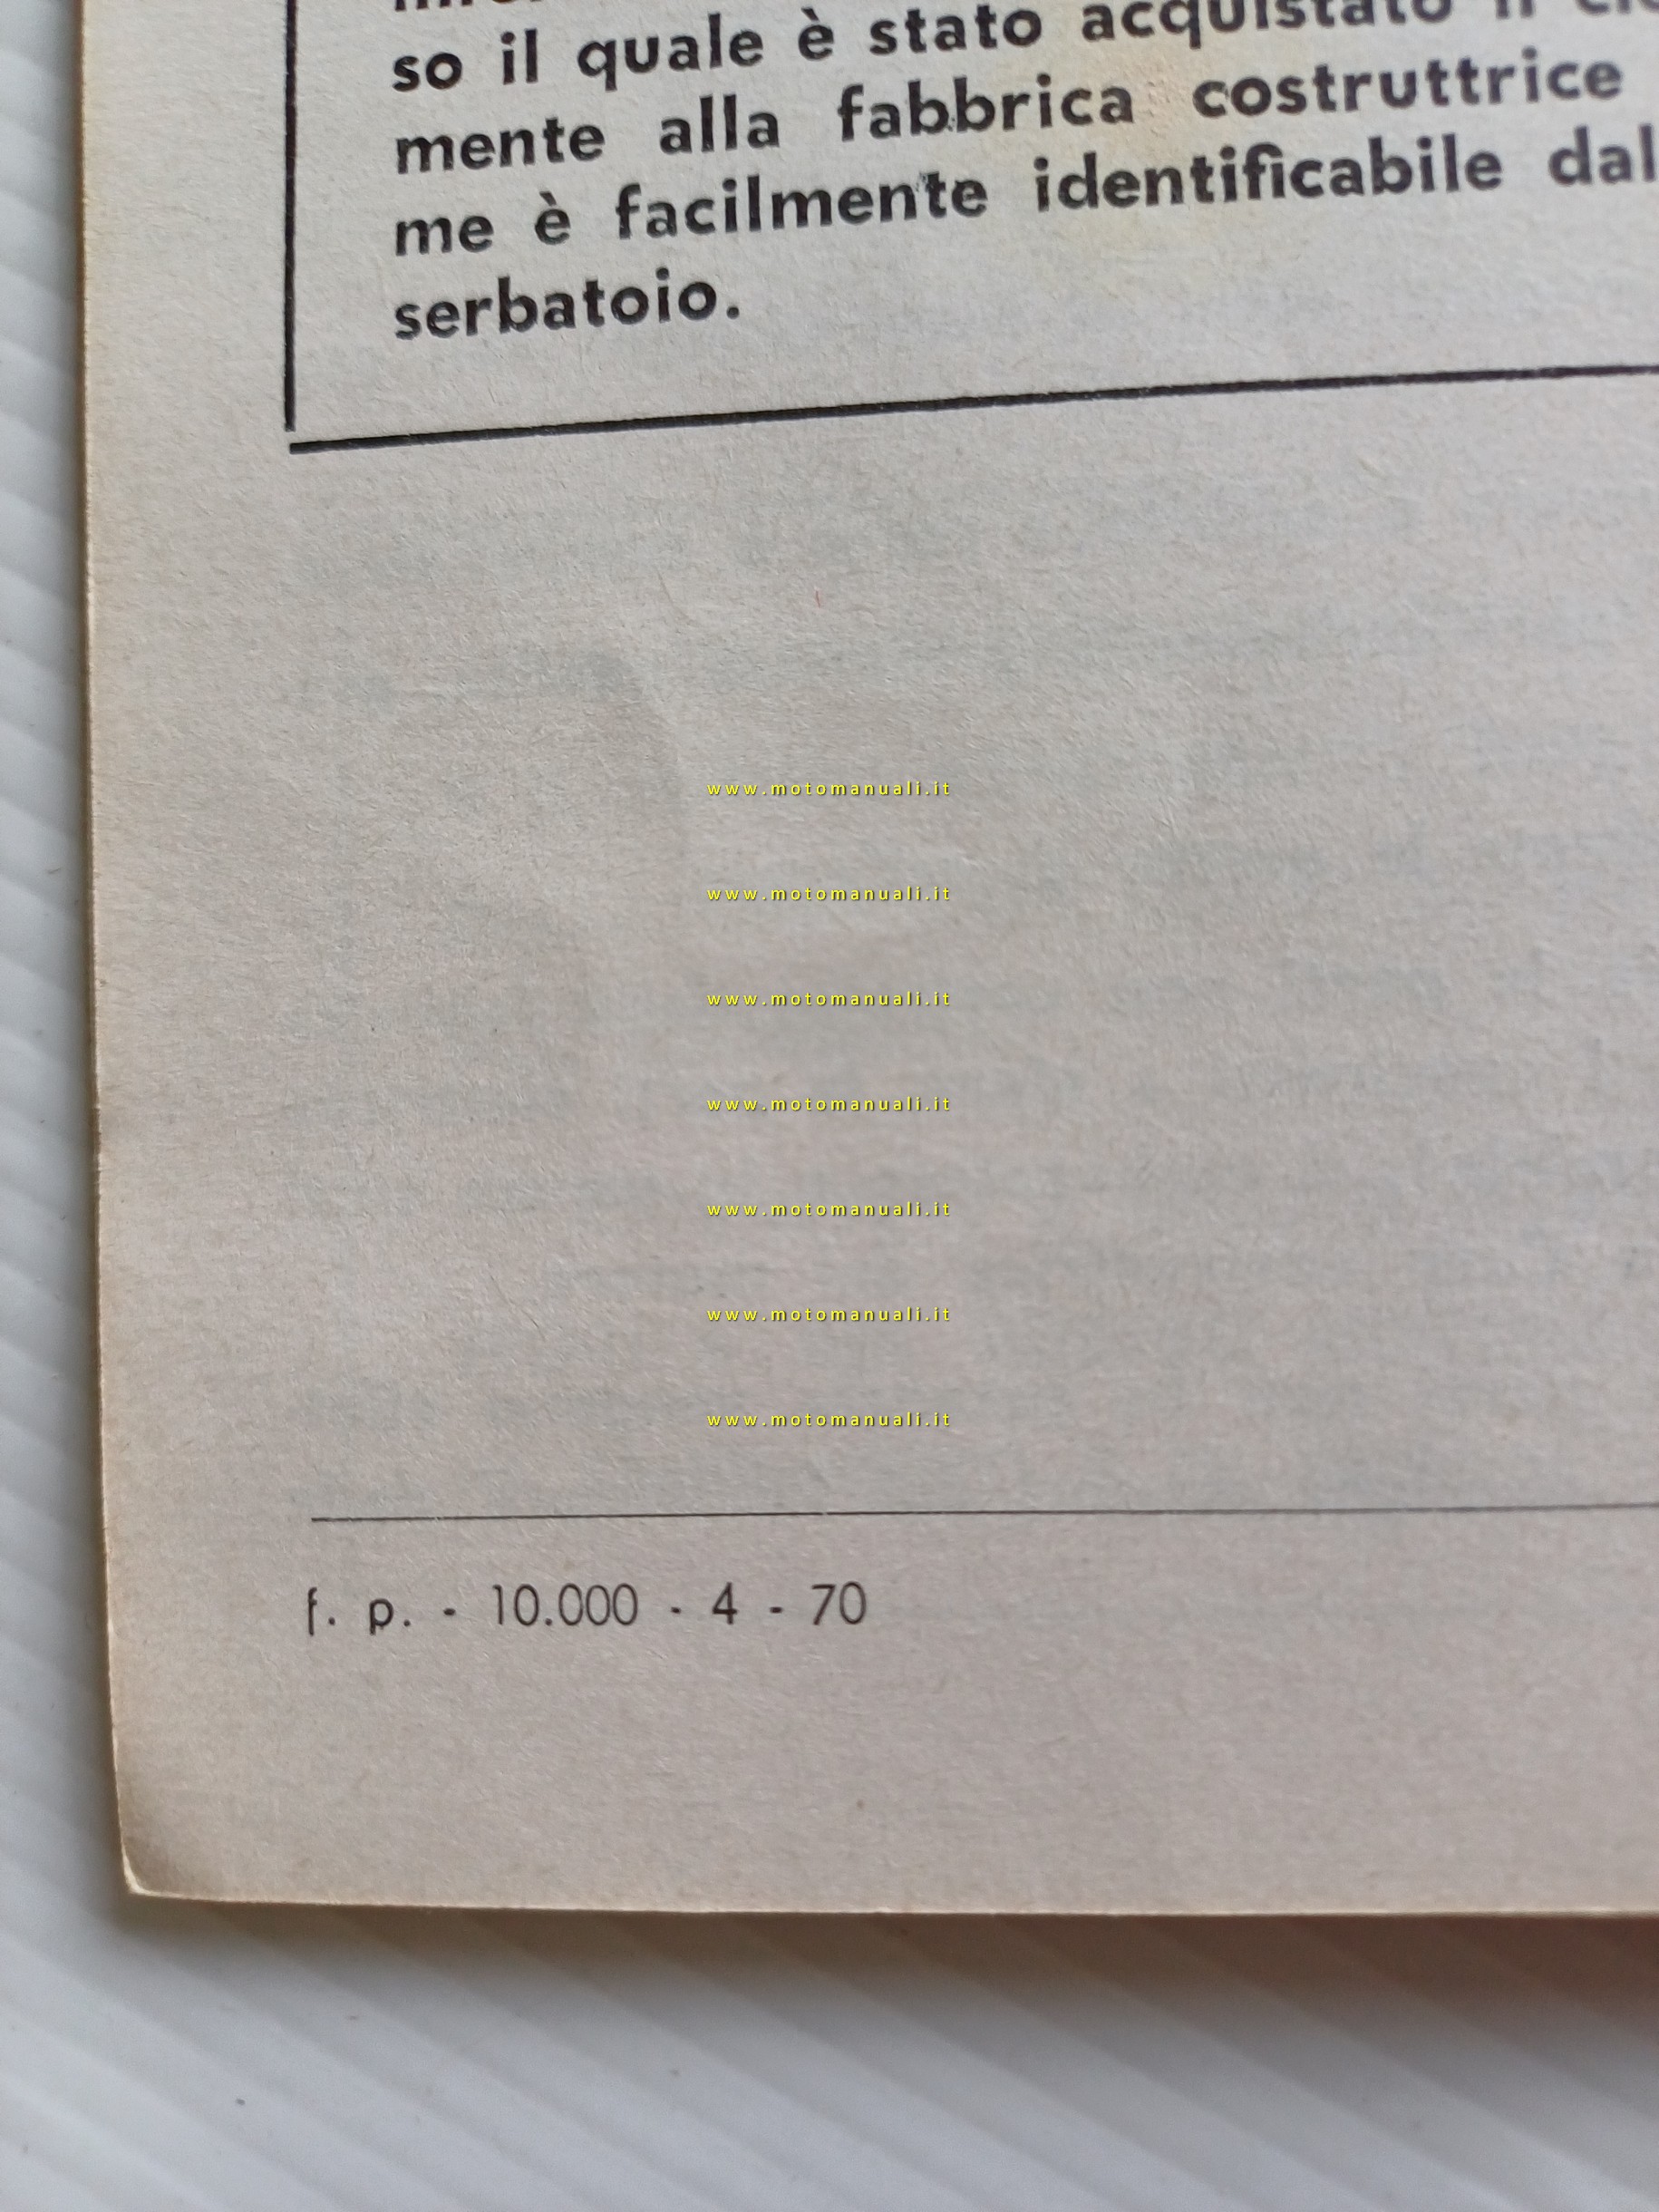 so il quale è stato acquistato il
mente alla fabbrica costruttrice
me è facilmente identificabile dal
serbatoio.
www.motomanuali.it
www.motomanuali.it
www.motomanuali.it
www.motomanuali.it
www.motomanuali.it
www.motomanuali.it
www.motomanuali.it
f. p. - 10.000 - 4 - 70